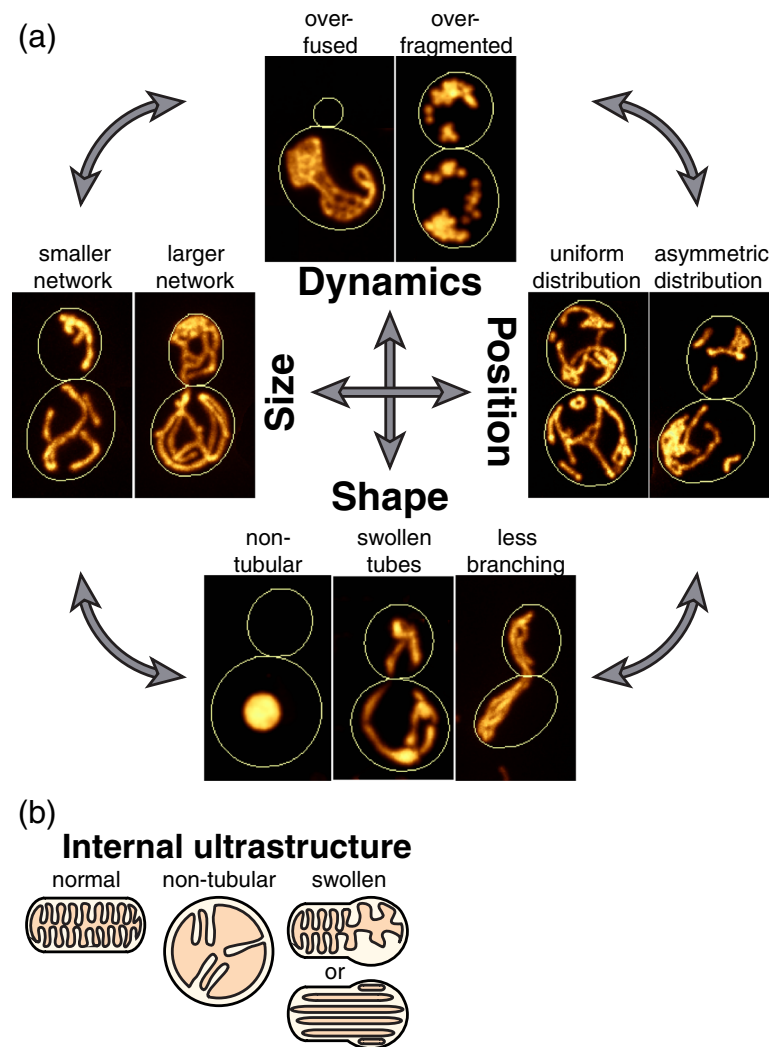 (a)
over-
fused
over-
fragmented
Dynamics
smaller
network
larger
network
Size
uniform
distribution
asymmetric
distribution
Position
Shape
non-
tubular
swollen
tubes
less
branching
(b)
Internal ultrastructure
normal
non-tubular
swollen
or